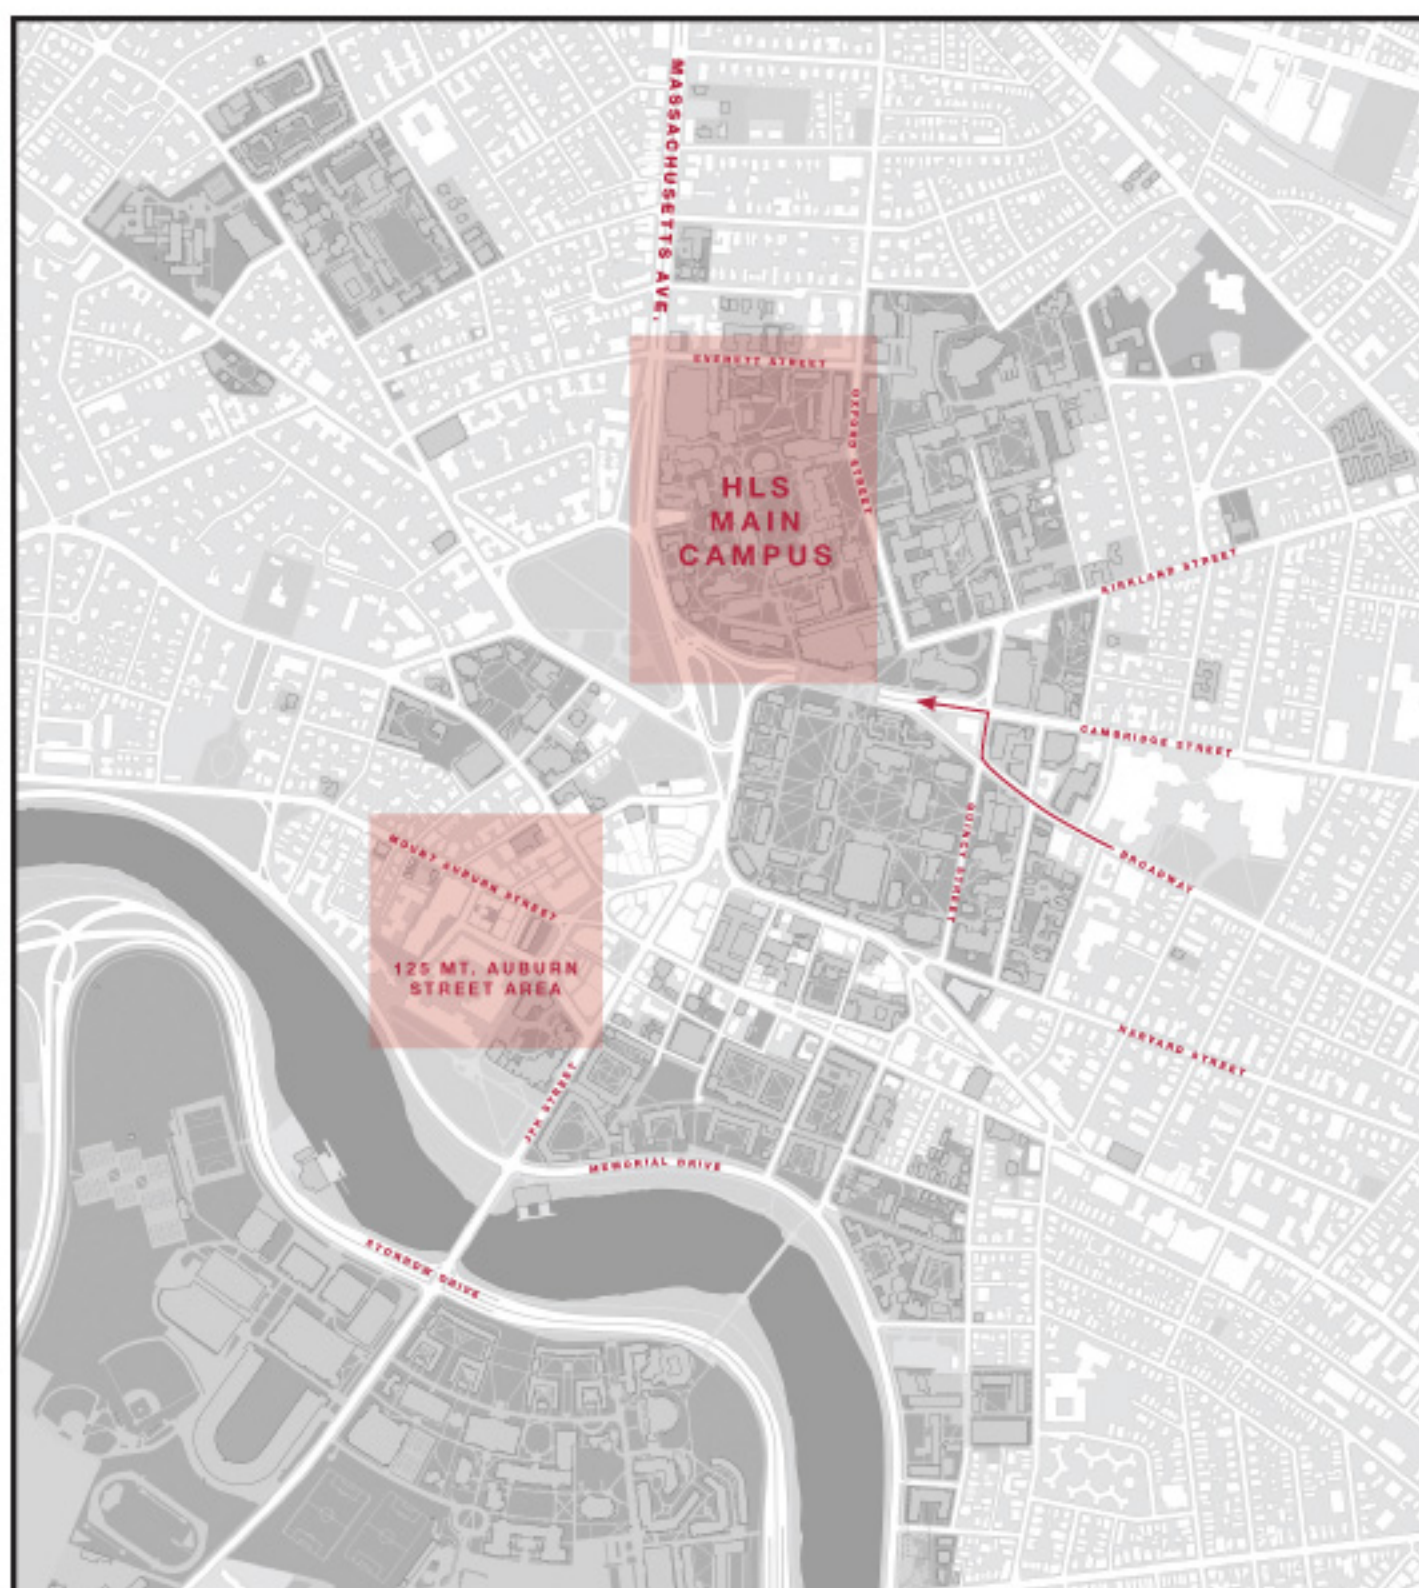 MASSACHUSETTS AVE.
EVERETT STREET
OXFORD STREET
HLS
MAIN
CAMPUS
KIRKLAND STREET
CAMBRIDGE STREET
QUINCY STREET
BROADWAY
MOUNT AUBURN STREET
125 MT. AUBURN
STREET AREA
HARVARD STREET
JFK STREET
MEMORIAL DRIVE
STORROW DRIVE